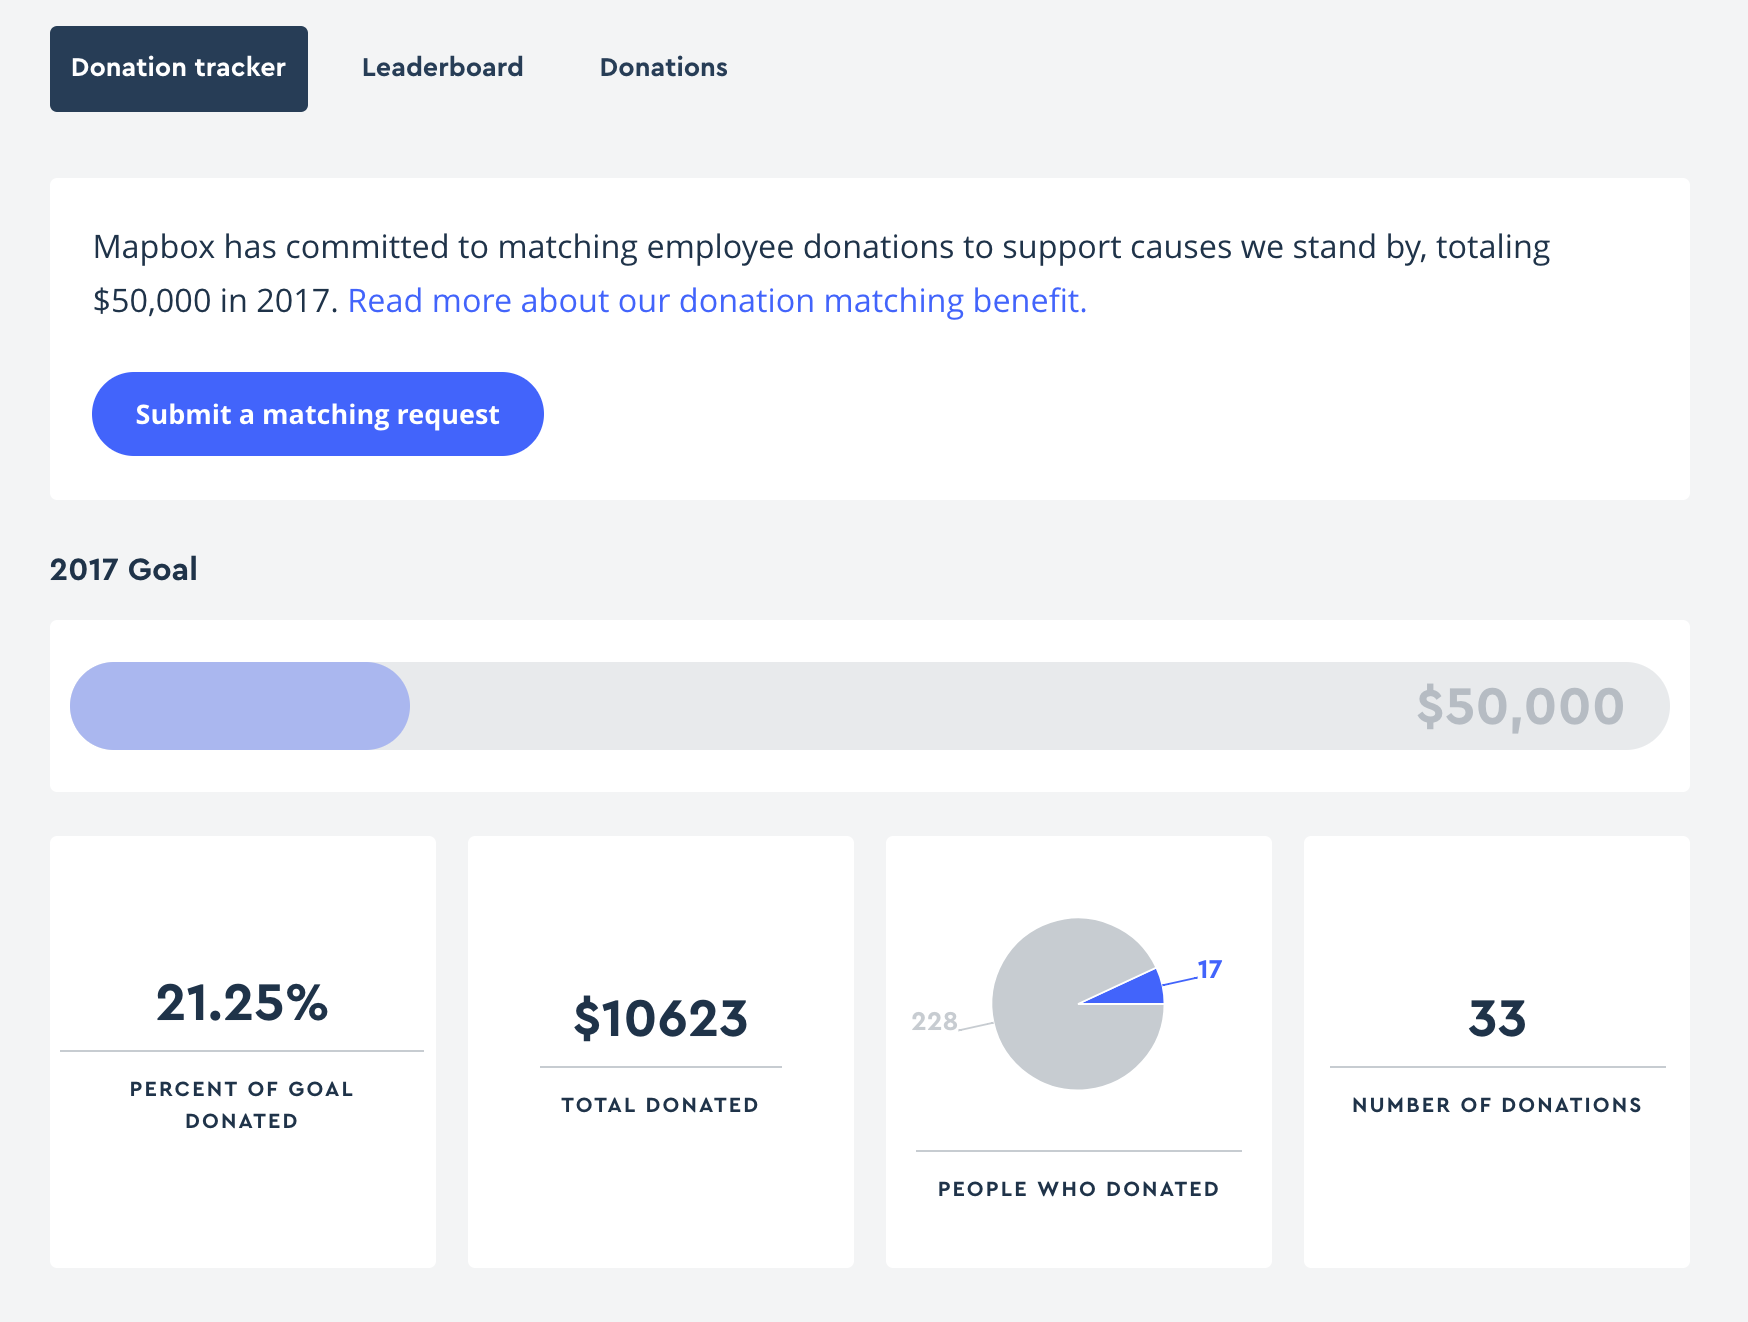 Donation tracker
Leaderboard
Donations
Mapbox has committed to matching employee donations to support causes we stand by, totaling
$50,000 in 2017. Read more about our donation matching benefit.
Submit a matching request
2017 Goal
$50,000
21.25%
PERCENT OF GOAL
DONATED
$10623
TOTAL DONATED
17
228
PEOPLE WHO DONATED
33
NUMBER OF DONATIONS